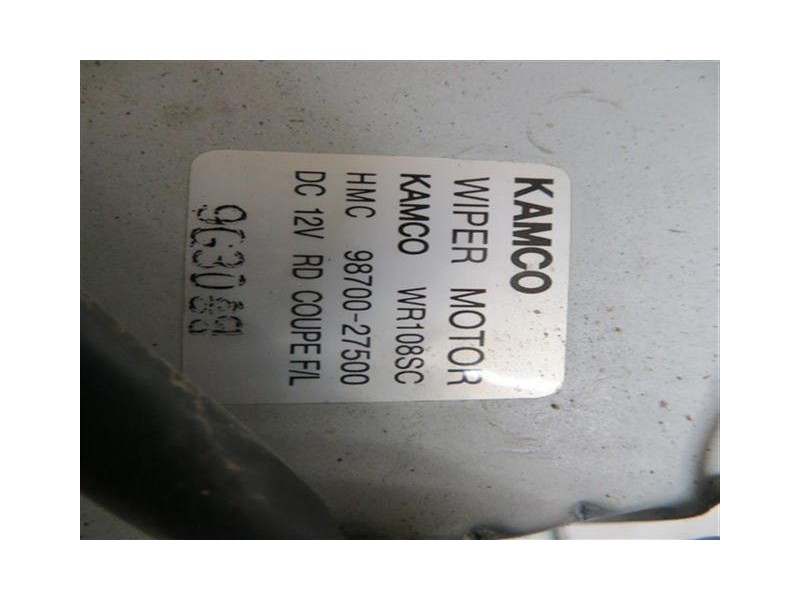 KAMCO
WIPER MOTOR
KAMCO WR108SC
HMC 98700-27500
DC 12V RD COUPE F/L